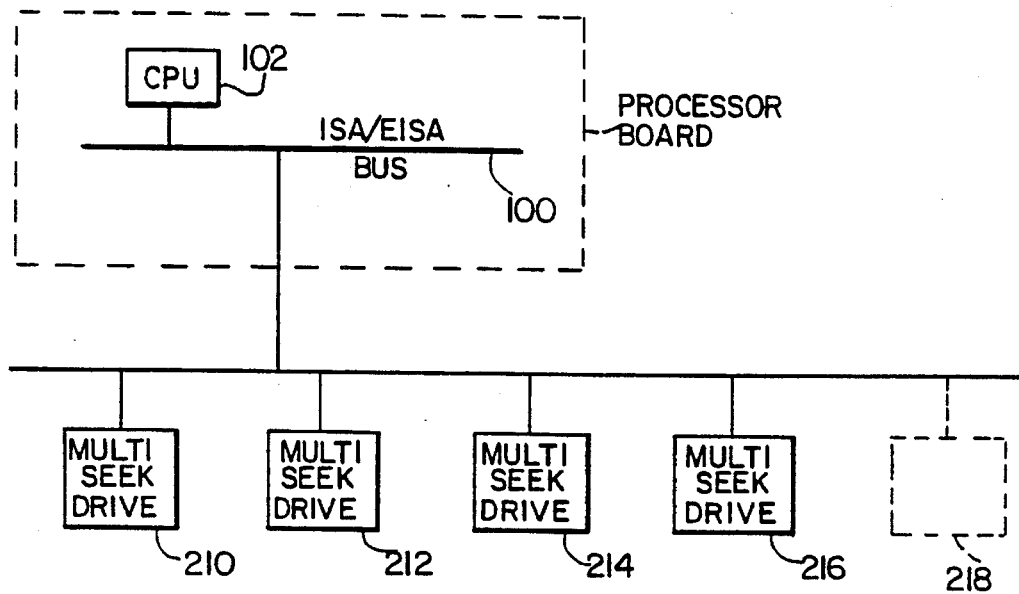 CPU
102
ISA/EISA
BUS
100
PROCESSOR
BOARD
MULTI
SEEK
DRIVE
210
MULTI
SEEK
DRIVE
212
MULTI
SEEK
DRIVE
214
MULTI
SEEK
DRIVE
216
218